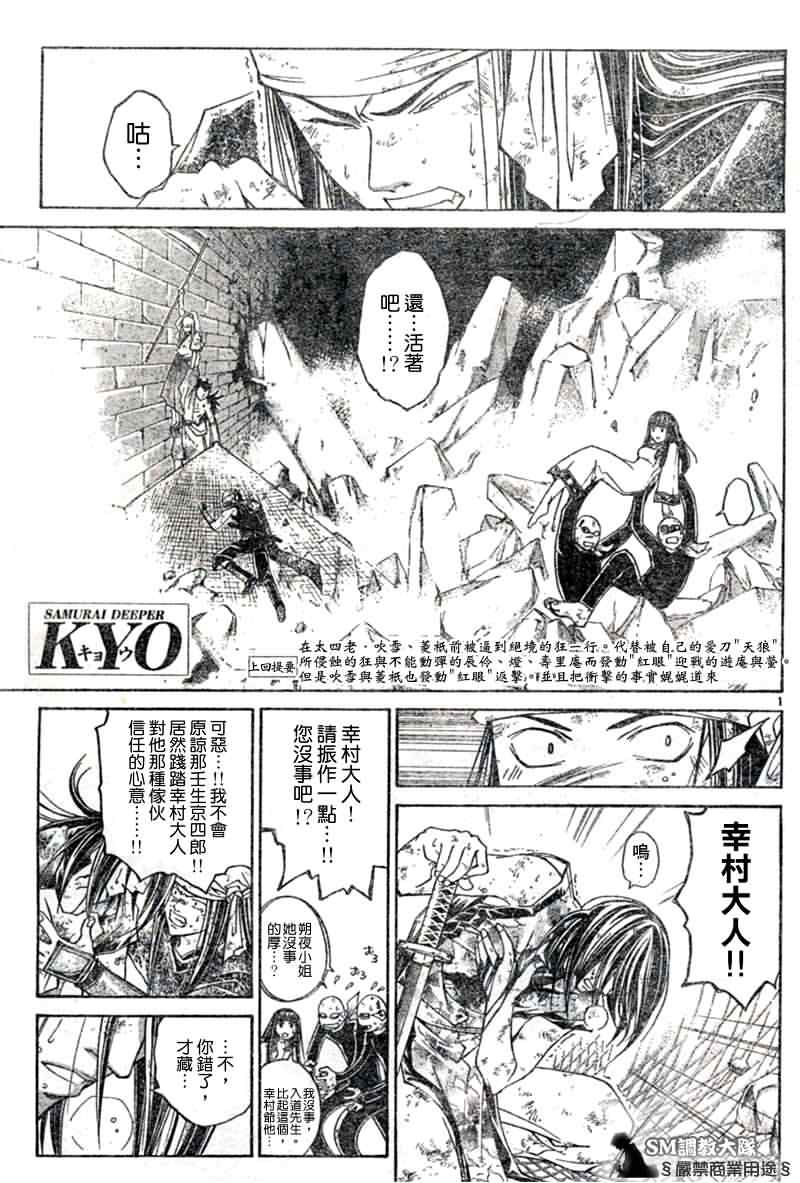 咕…
還…活著
吧……!?
SAMURAI DEEPER
KYO
キョウ
上回提要
在太四老．吹雪、菱祇前被逼到絕境的狂一行。代替被自己的愛刀"天狼"
所侵蝕的狂與不能動彈的辰伶、燈、壽里庵而發動"紅眼"迎戰的遊庵與螢。
但是吹雪與菱祇也發動"紅眼"返擊。並且把衝擊的事實娓娓道來
1
幸村大人!!
嗚…
幸村大人！
請振作一點…!!
您沒事吧!?
朔夜小姐
她沒事
的厚…?
我沒事，
入道先生
比起這個，
幸村爺他…
可惡…!!我不會
原諒那壬生京四郎!!
居然踐踏幸村大人
對他那種傢伙
信任的心意……!!
…不，
你錯了，
才藏…
SM調教大隊
§嚴禁商業用途§